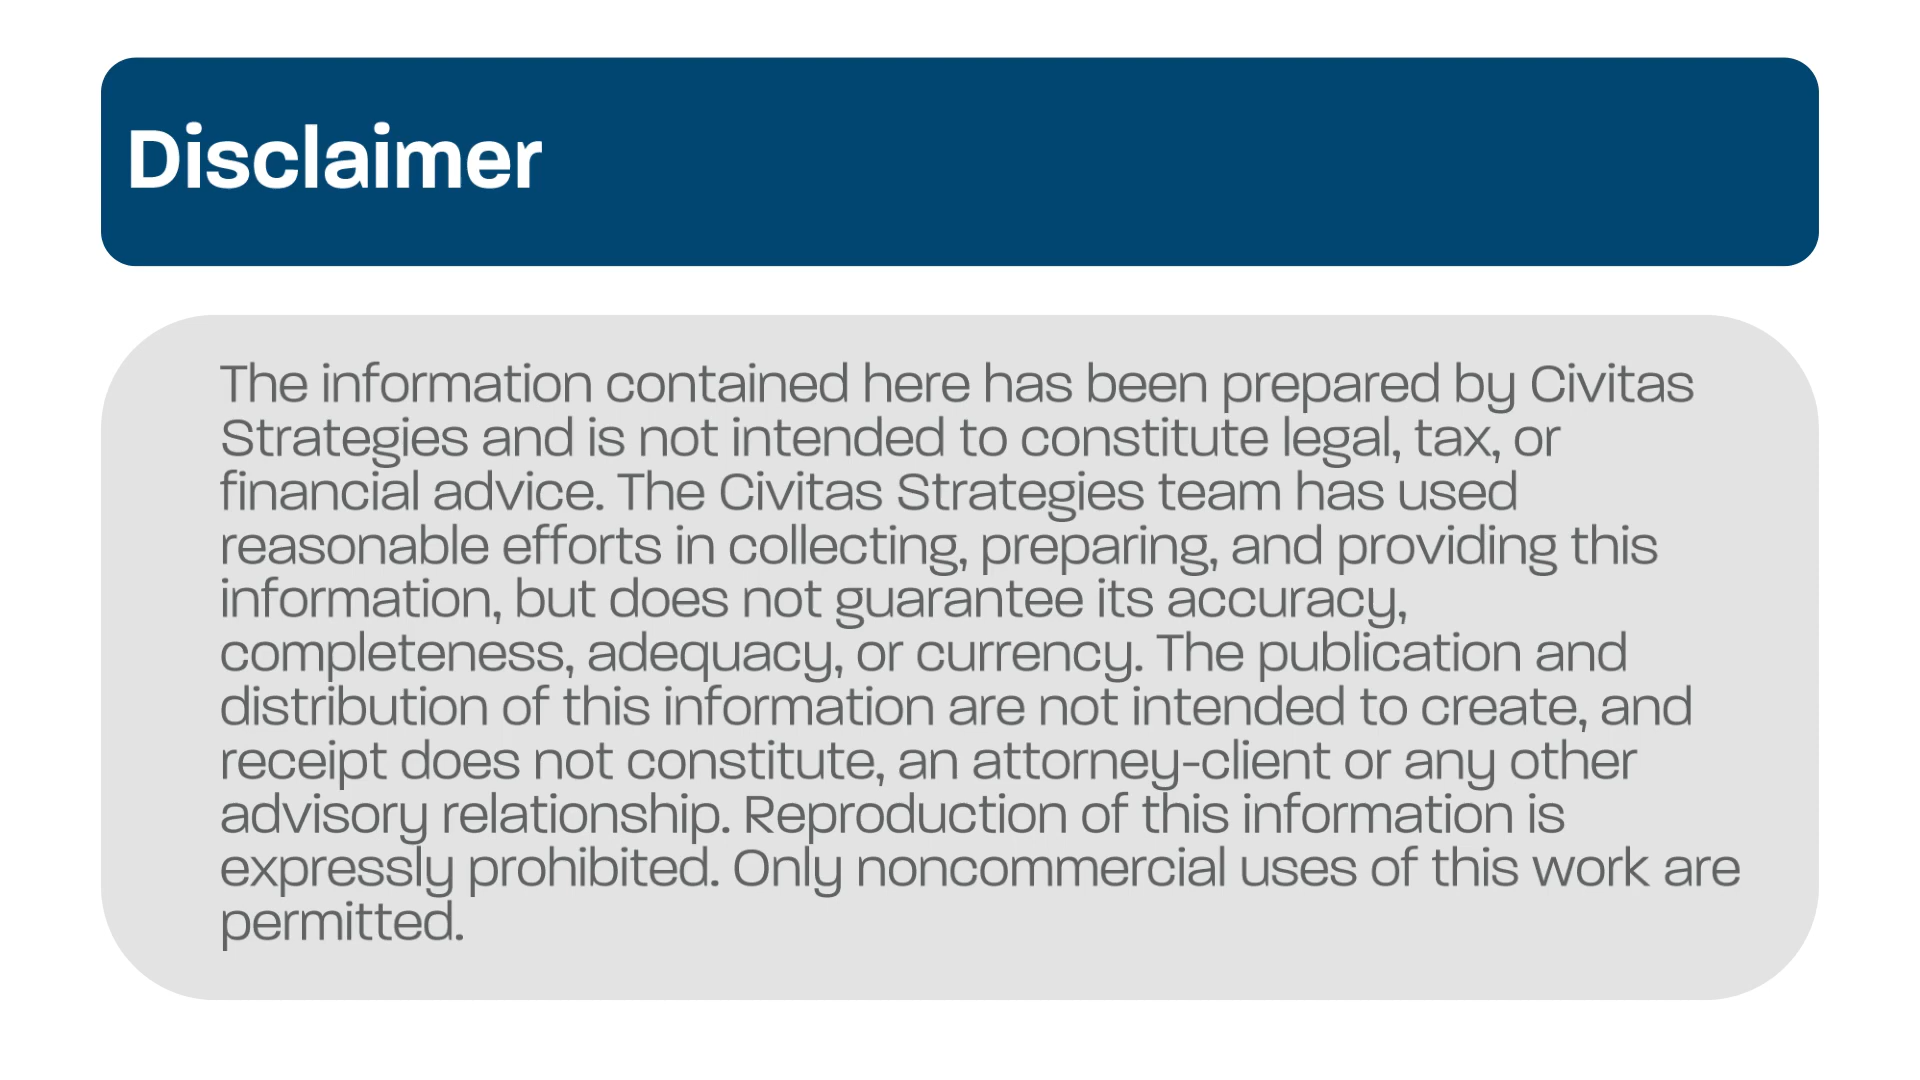 Disclaimer
The information contained here has been prepared by Civitas
Strategies and is not intended to constitute legal, tax, or
financial advice. The Civitas Strategies team has used
reasonable efforts in collecting, preparing, and providing this
information, but does not guarantee its accuracy,
completeness, adequacy, or currency. The publication and
distribution of this information are not intended to create, and
receipt does not constitute, an attorney-client or any other
advisory relationship. Reproduction of this information is
expressly prohibited. Only noncommercial uses of this work are
permitted.